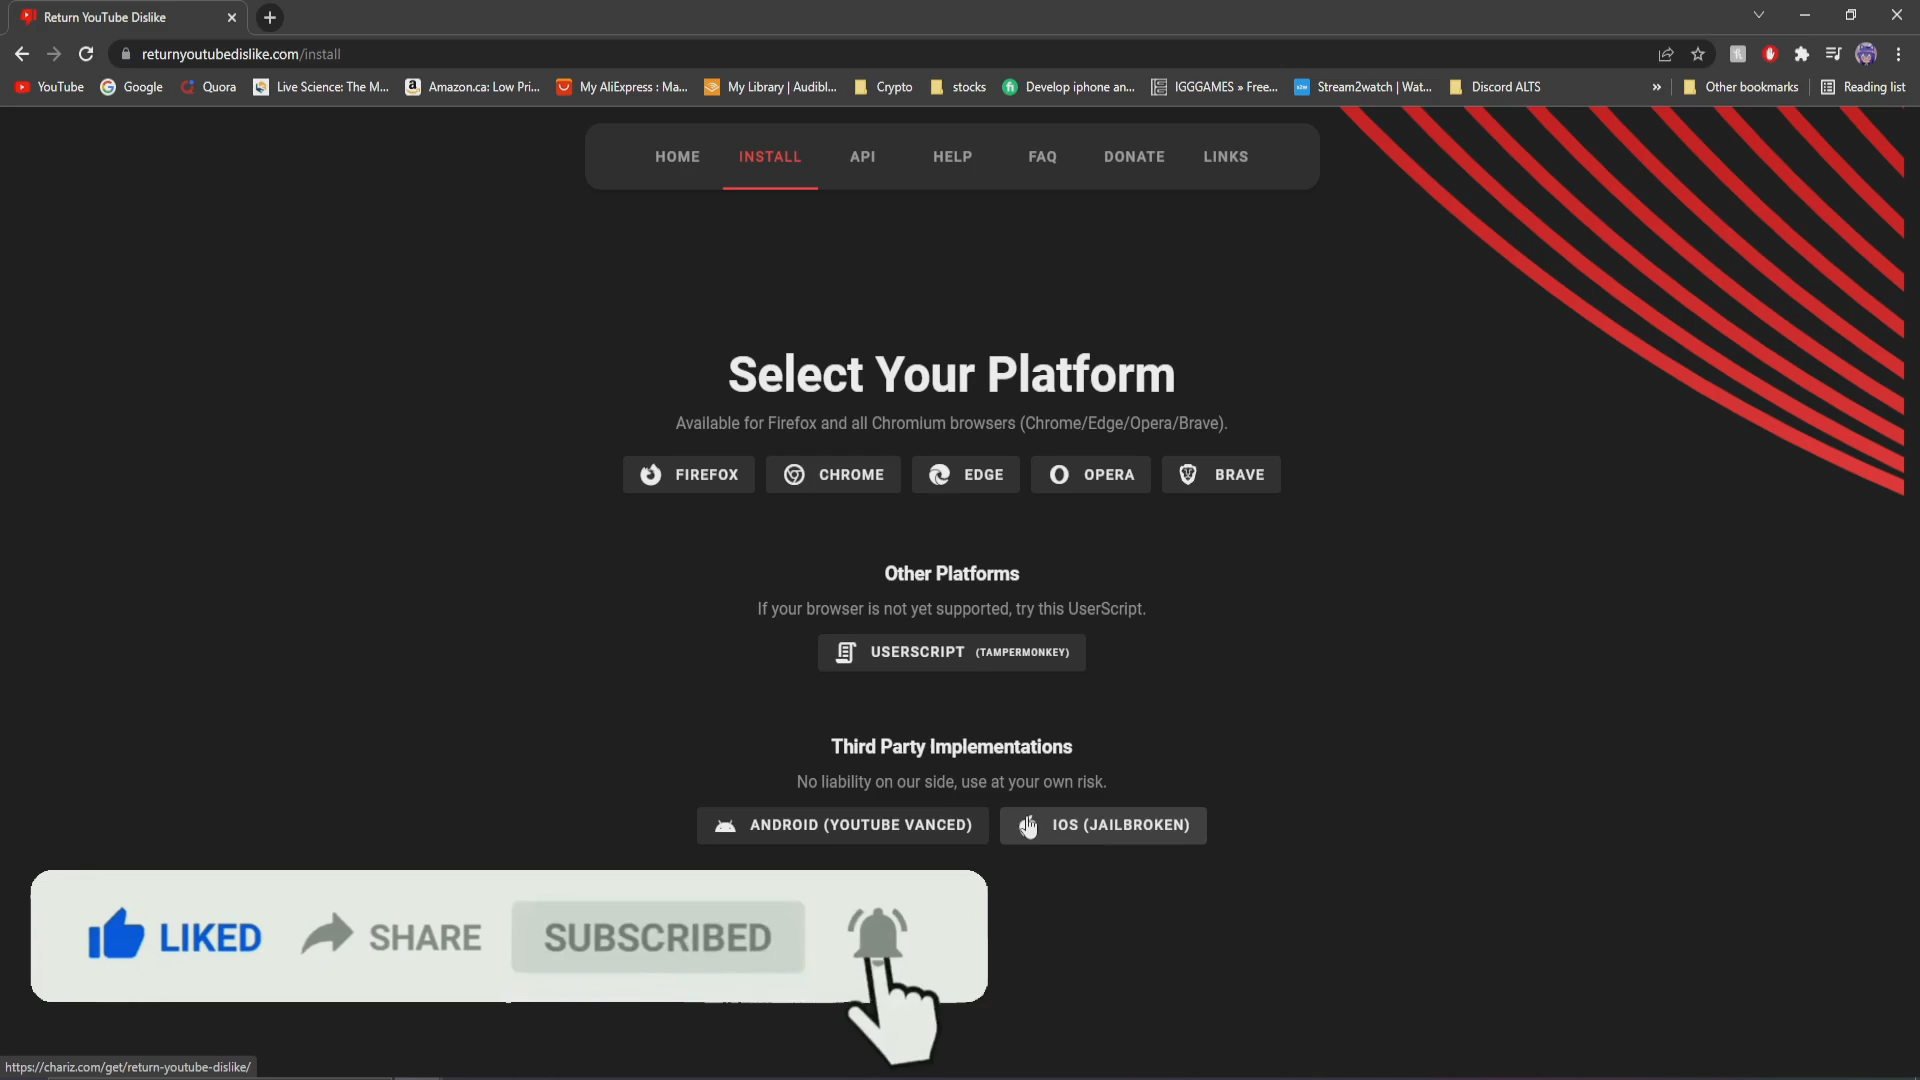 Return YouTube Dislike
returnyoutubedislike.com/install
YouTube Google Quora Live Science: The M... Amazon.ca: Low Pri... My AliExpress : Ma... My Library | Audibl... Crypto stocks Develop iphone an... IGGGAMES » Free... Stream2watch | Wat... Discord ALTS » Other bookmarks Reading list
HOME INSTALL API HELP FAQ DONATE LINKS
Select Your Platform
Available for Firefox and all Chromium browsers (Chrome/Edge/Opera/Brave).
FIREFOX CHROME EDGE OPERA BRAVE
Other Platforms
If your browser is not yet supported, try this UserScript.
USERSCRIPT (TAMPERMONKEY)
Third Party Implementations
No liability on our side, use at your own risk.
ANDROID (YOUTUBE VANCED) IOS (JAILBROKEN)
LIKED SHARE SUBSCRIBED
https://chariz.com/get/return-youtube-dislike/